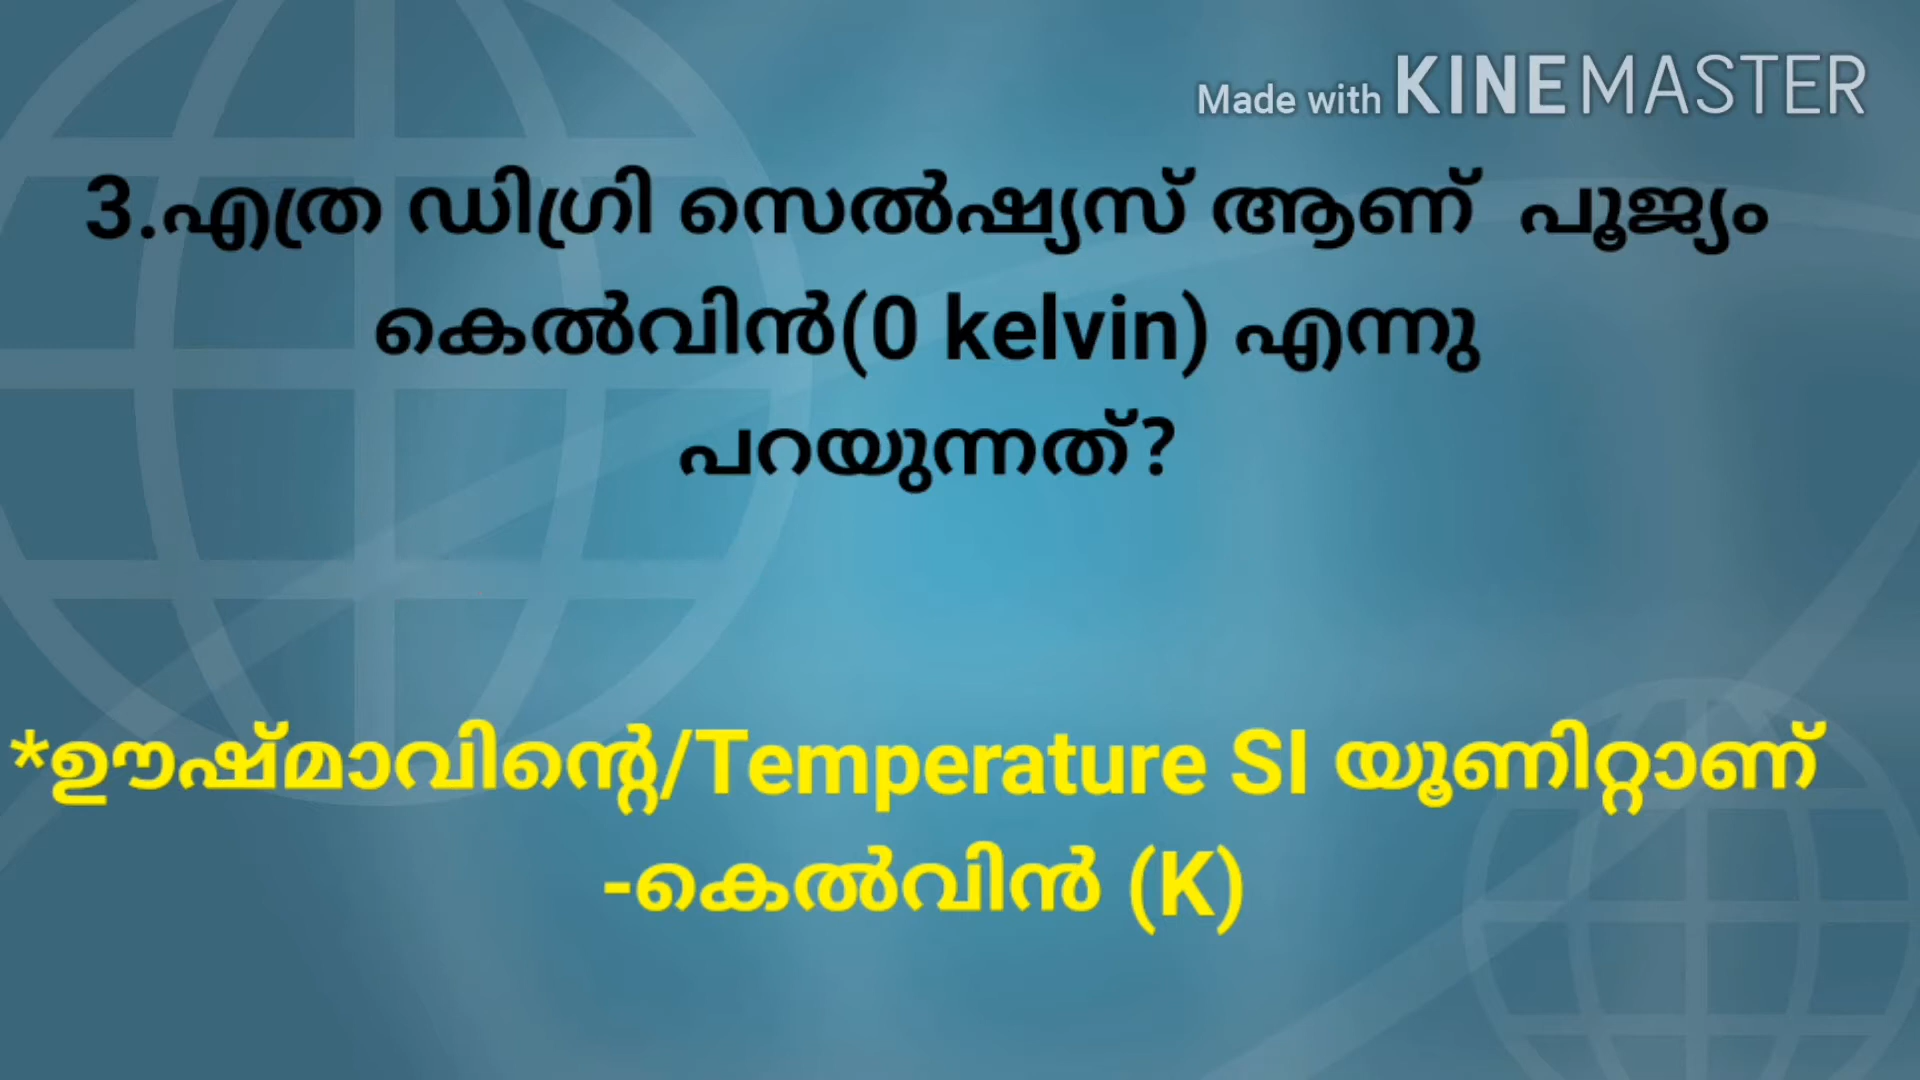 Made with KINEMASTER
3.എത്ര ഡിഗ്രി സെൽഷ്യസ് ആണ് പൂജ്യം
കെൽവിൻ(0 kelvin) എന്നു
പറയുന്നത്?
*ഊഷ്മാവിന്റെ/Temperature SI യൂണിറ്റാണ്
-കെൽവിൻ (K)